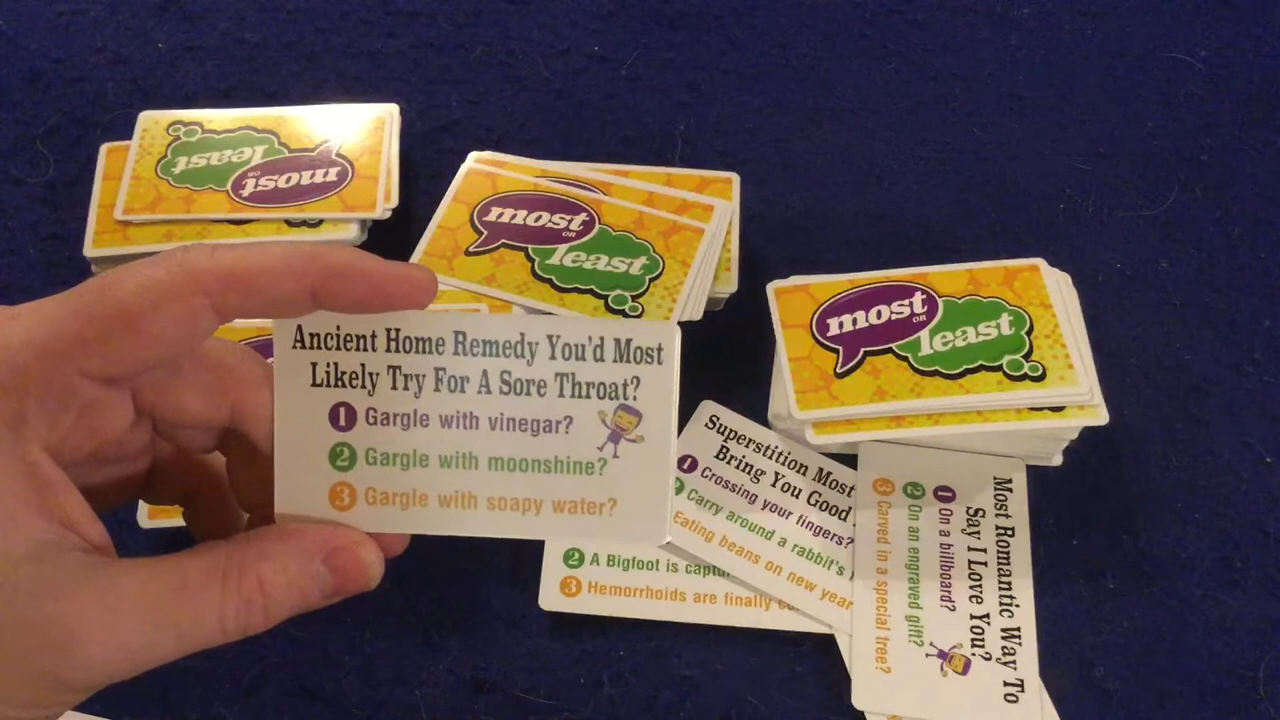 least
OR
most
most
OR
least
most
OR
least
Ancient Home Remedy You'd Most
Likely Try For A Sore Throat?
1 Gargle with vinegar?
2 Gargle with moonshine?
3 Gargle with soapy water?
Superstition Most
Bring You Good
1 Crossing your fingers?
Carry around a rabbit's
Eating beans on new year
2 A Bigfoot is
3 Hemorrhoids are finally
Most Romantic Way To
Say I Love You?
1 On a billboard?
2 On an engraved gift?
3 Carved in a special tree?